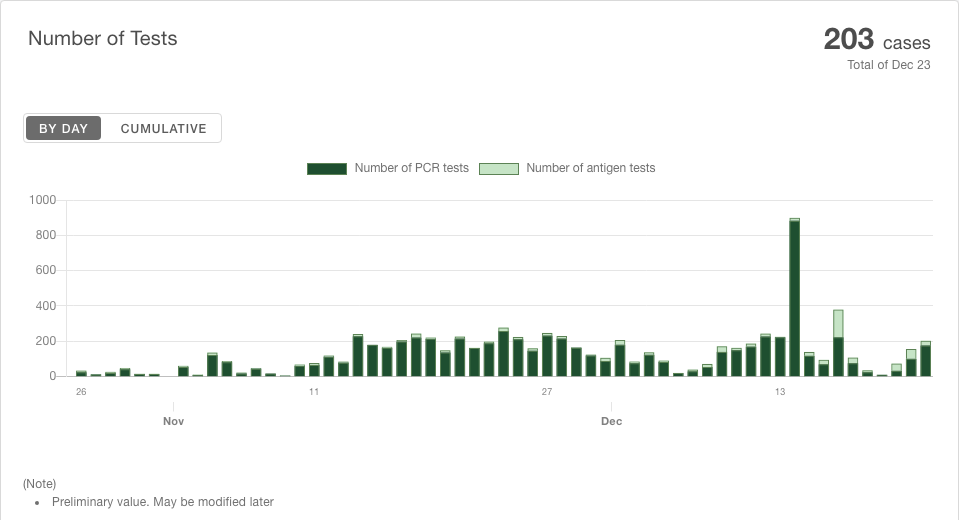 Number of Tests
203 cases
Total of Dec 23
BY DAY
CUMULATIVE
Number of PCR tests
Number of antigen tests
1000
800
600
400
200
0
26
11
27
13
Nov
Dec
(Note)
• Preliminary value. May be modified later